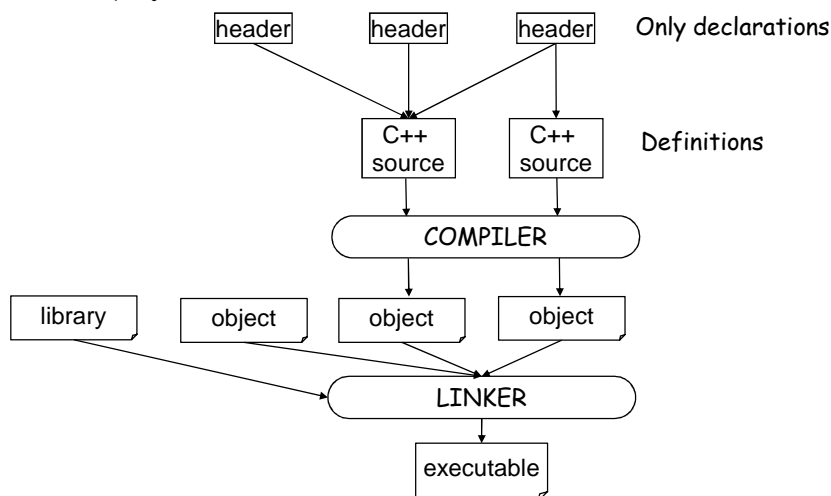 header header header Only declarations
C++ C++
source source
Definitions
COMPILER
library object object object
LINKER
executable